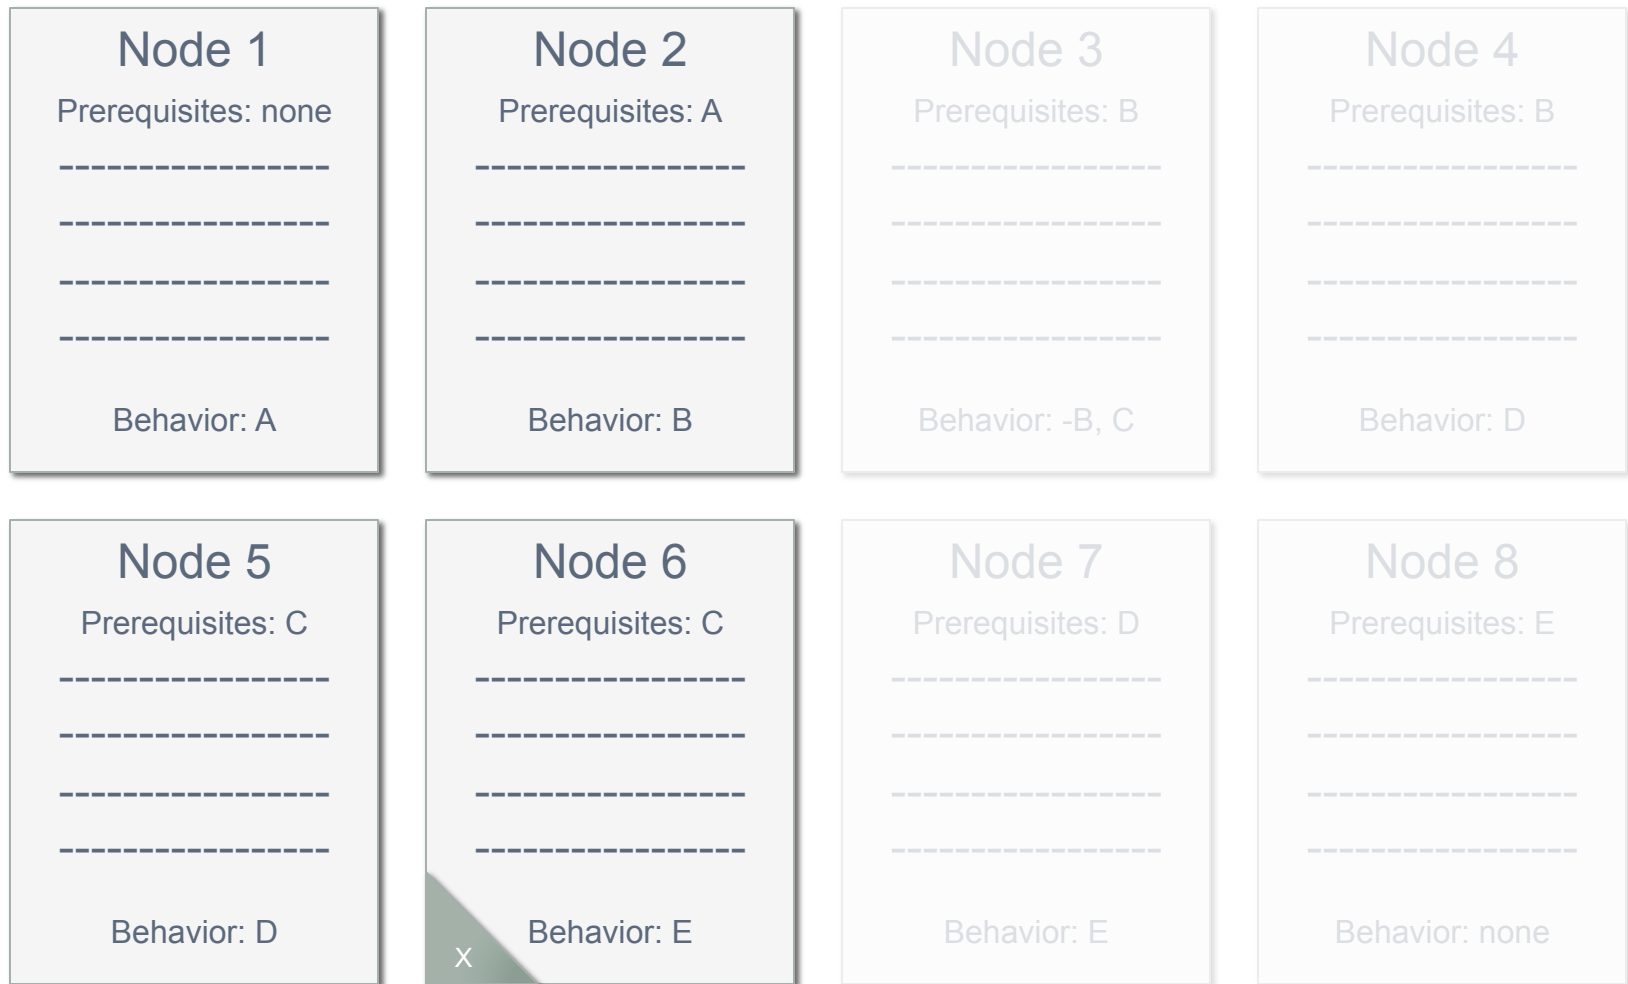 Node 1
Prerequisites: none
-----------------
-----------------
-----------------
-----------------
Behavior: A
Node 2
Prerequisites: A
-----------------
-----------------
-----------------
-----------------
Behavior: B
Node 3
Prerequisites: B
-----------------
-----------------
-----------------
-----------------
Behavior: -B, C
Node 4
Prerequisites: B
-----------------
-----------------
-----------------
-----------------
Behavior: D
Node 5
Prerequisites: C
-----------------
-----------------
-----------------
-----------------
Behavior: D
Node 6
Prerequisites: C
-----------------
-----------------
-----------------
-----------------
Behavior: E
X
Node 7
Prerequisites: D
-----------------
-----------------
-----------------
-----------------
Behavior: E
Node 8
Prerequisites: E
-----------------
-----------------
-----------------
-----------------
Behavior: none